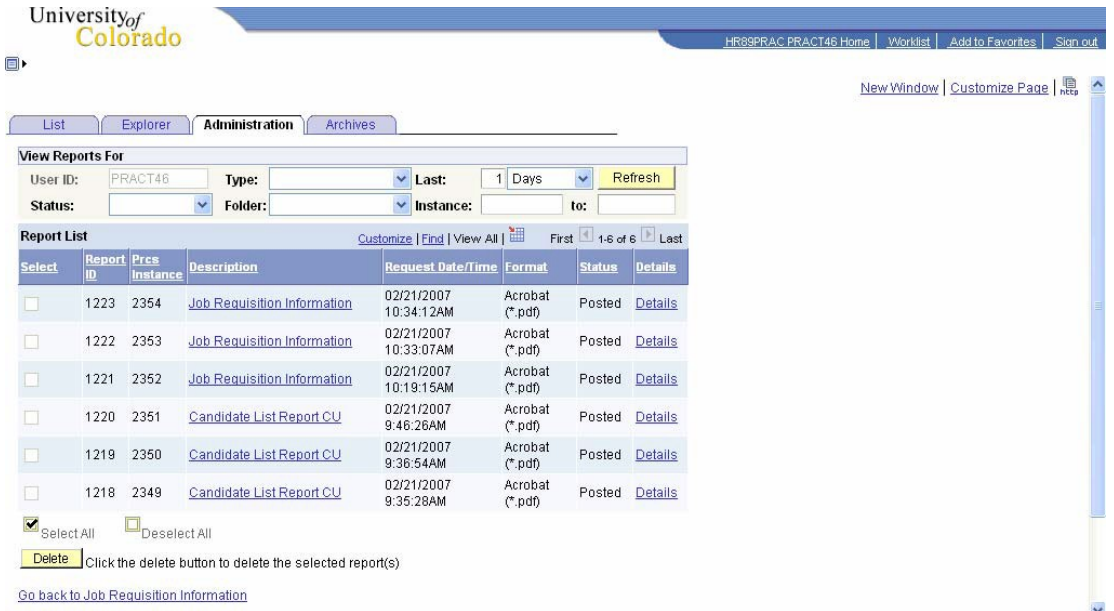 University of
Colorado
HR89PRAC PRACT46 Home | Worklist | Add to Favorites | Sign out
New Window | Customize Page | http
List Explorer Administration Archives
View Reports For
User ID: PRACT46 Type: Last: 1 Days Refresh
Status: Folder: Instance: to:
Report List Customize | Find | View All | First 1-6 of 6 Last
Select Report ID Prcs Instance Description Request Date/Time Format Status Details
1223 2354 Job Requisition Information 02/21/2007 10:34:12AM Acrobat (*.pdf) Posted Details
1222 2353 Job Requisition Information 02/21/2007 10:33:07AM Acrobat (*.pdf) Posted Details
1221 2352 Job Requisition Information 02/21/2007 10:19:15AM Acrobat (*.pdf) Posted Details
1220 2351 Candidate List Report CU 02/21/2007 9:46:26AM Acrobat (*.pdf) Posted Details
1219 2350 Candidate List Report CU 02/21/2007 9:36:54AM Acrobat (*.pdf) Posted Details
1218 2349 Candidate List Report CU 02/21/2007 9:35:28AM Acrobat (*.pdf) Posted Details
Select All Deselect All
Delete Click the delete button to delete the selected report(s)
Go back to Job Requisition Information